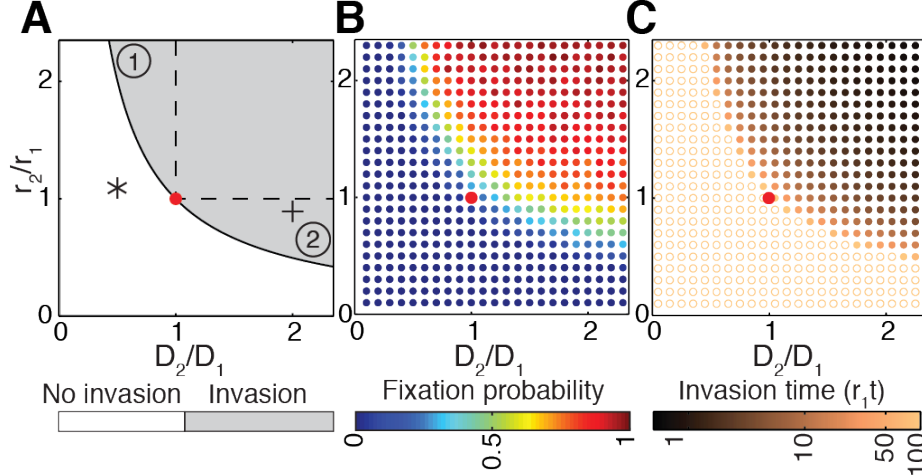 A
B
C
2
1
0
r2/r1
①
*
+
②
0
1
2
D2/D1
2
1
0
0
1
2
D2/D1
2
1
0
0
1
2
D2/D1
No invasion
Invasion
Fixation probability
0
0.5
1
Invasion time (r1t)
1
10
50
100